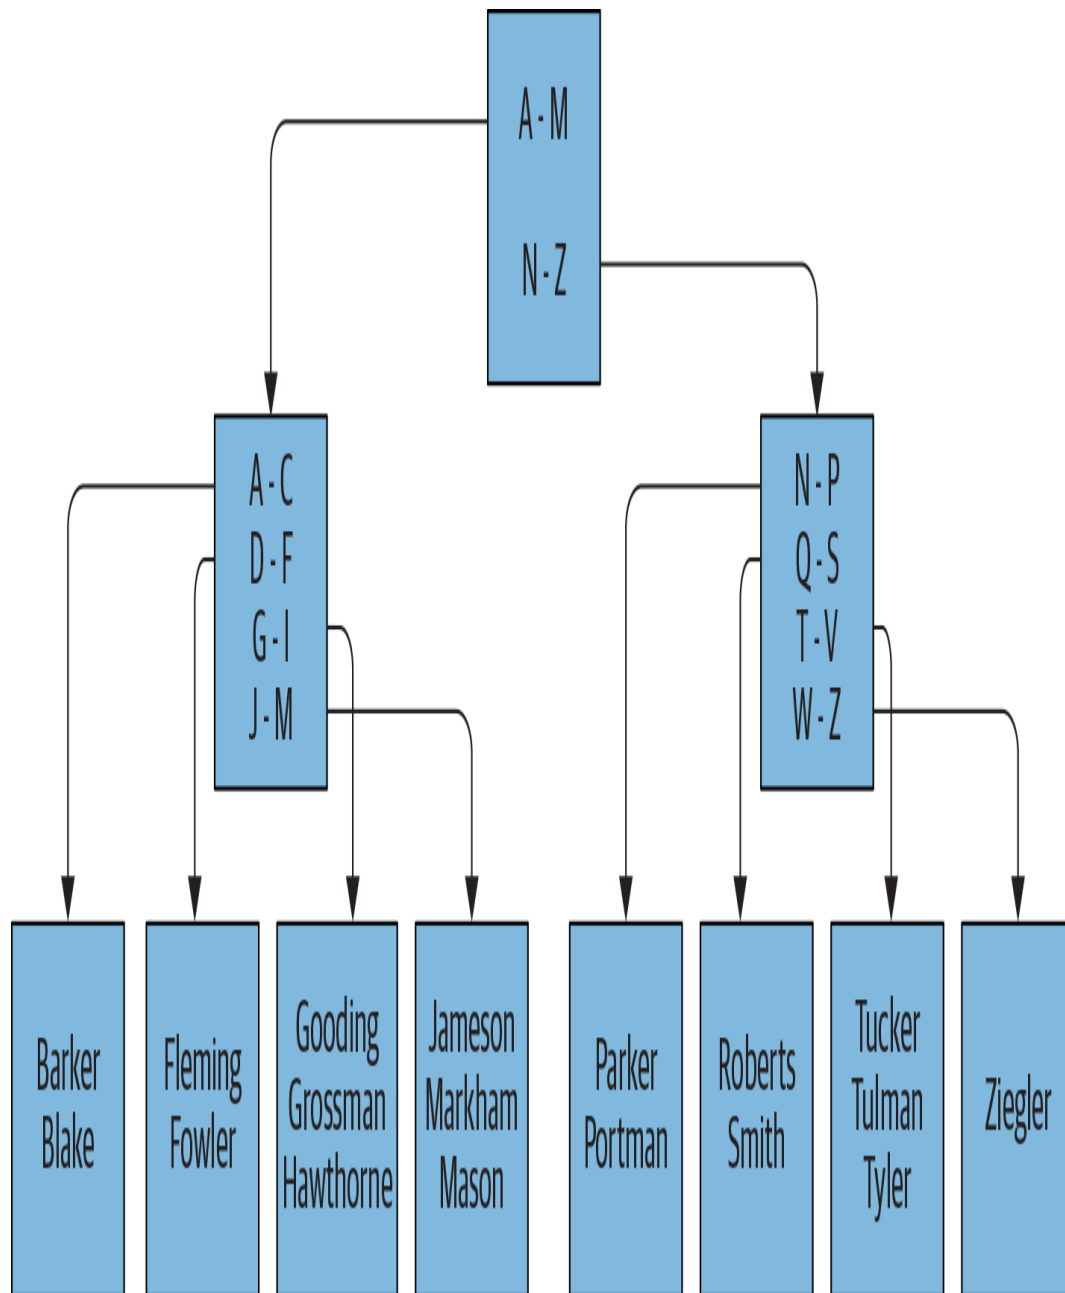 A - M
N - Z
A - C
D - F
G - I
J - M
N - P
Q - S
T - V
W - Z
Barker
Blake
Fleming
Fowler
Gooding
Grossman
Hawthorne
Jameson
Markham
Mason
Parker
Portman
Roberts
Smith
Tucker
Tulman
Tyler
Ziegler